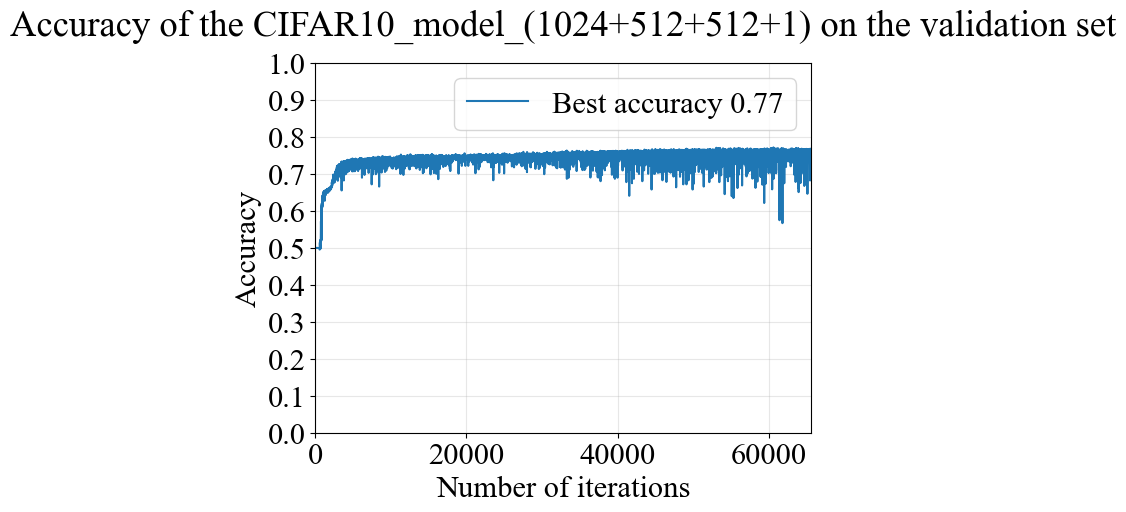 Accuracy of the CIFAR10_model_(1024+512+512+1) on the validation set
Best accuracy 0.77
1.0
0.9
0.8
0.7
0.6
0.5
0.4
0.3
0.2
0.1
0.0
Accuracy
0 20000 40000 60000
Number of iterations